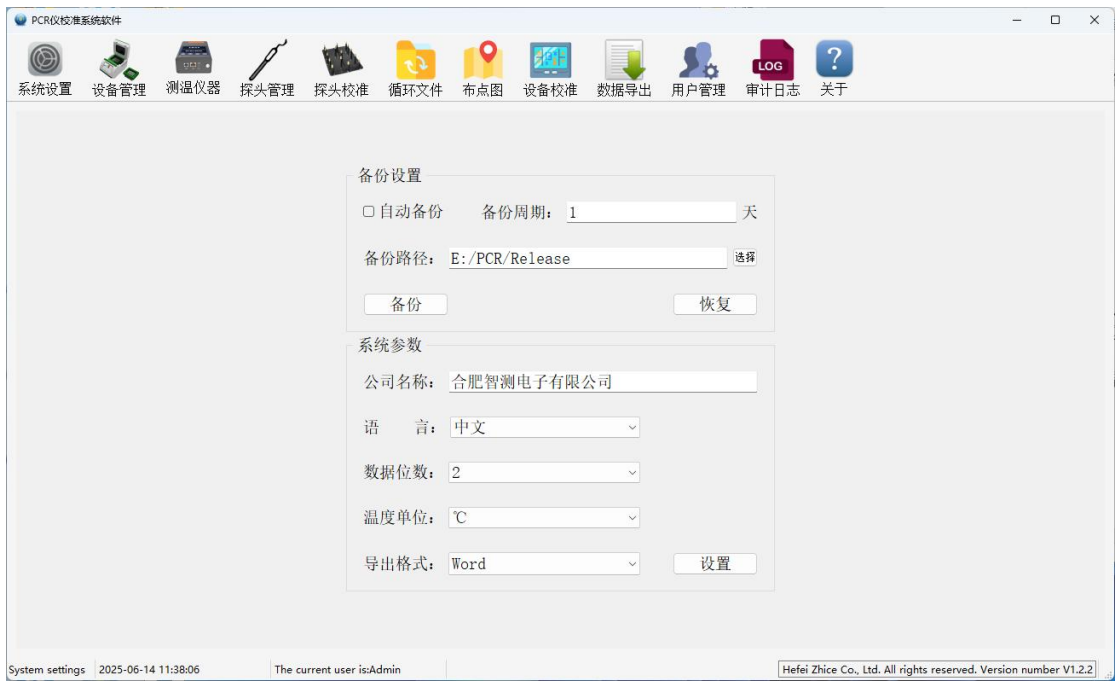 PCR仪校准系统软件
系统设置 设备管理 测温仪器 探头管理 探头校准 循环文件 布点图 设备校准 数据导出 用户管理 LOG 审计日志 ? 关于
备份设置
自动备份 备份周期： 1 天
备份路径： E:/PCR/Release 选择
备份 恢复
系统参数
公司名称： 合肥智测电子有限公司
语 言： 中文
数据位数： 2
温度单位： ℃
导出格式： Word 设置
System settings 2025-06-14 11:38:06 The current user is:Admin Hefei Zhice Co., Ltd. All rights reserved. Version number V1.2.2